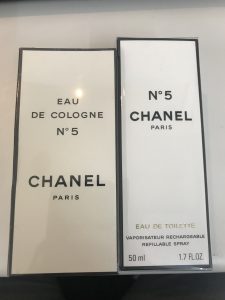 EAU
DE COLOGNE
N°5
CHANEL
PARIS
N°5
CHANEL
PARIS
EAU DE TOILETTE
VAPORISATEUR RECHARGEABLE
REFILLABLE SPRAY
50 ml 1.7 FL.OZ.